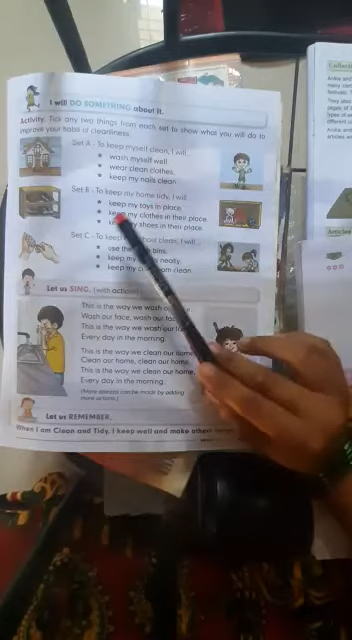 I will DO SOMETHING about it.
Activity: Tick any two things from each set to show what you will do to
improve your habit of cleanliness.
Set A - To keep myself clean, I will...
wash myself well.
wear clean clothes.
keep my nails clean.
Set B - To keep my home tidy, I will
keep my toys in place.
keep my clothes in their place.
my shoes in their place.
Set C - To keep clean, I will...
use the bins.
keep my neatly.
keep my clean.
Let us SING. (with actions)
This is the way we wash
Wash our face, wash our
This is the way we wash our
Every day in the morning.
This is the way we clean our home
Clean our home, clean our home
This is the way we clean our home,
Every day in the morning.
(More stanzas can be made by adding
more actions.)
Let us REMEMBER.
When I am Clean and Tidy, I keep well and make others
Articles